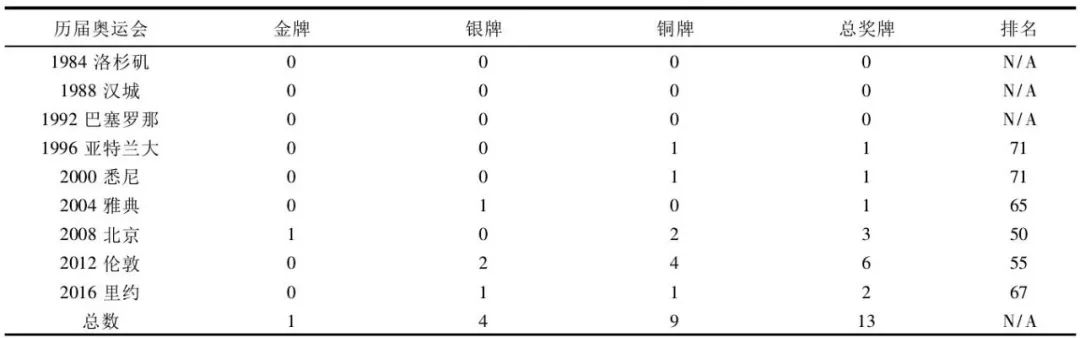 历届奥运会 金牌 银牌 铜牌 总奖牌 排名
1984 洛杉矶 0 0 0 0 N/A
1988 汉城 0 0 0 0 N/A
1992 巴塞罗那 0 0 0 0 N/A
1996 亚特兰大 0 0 1 1 71
2000 悉尼 0 0 1 1 71
2004 雅典 0 1 0 1 65
2008 北京 1 0 2 3 50
2012 伦敦 0 2 4 6 55
2016 里约 0 1 1 2 67
总数 1 4 9 13 N/A